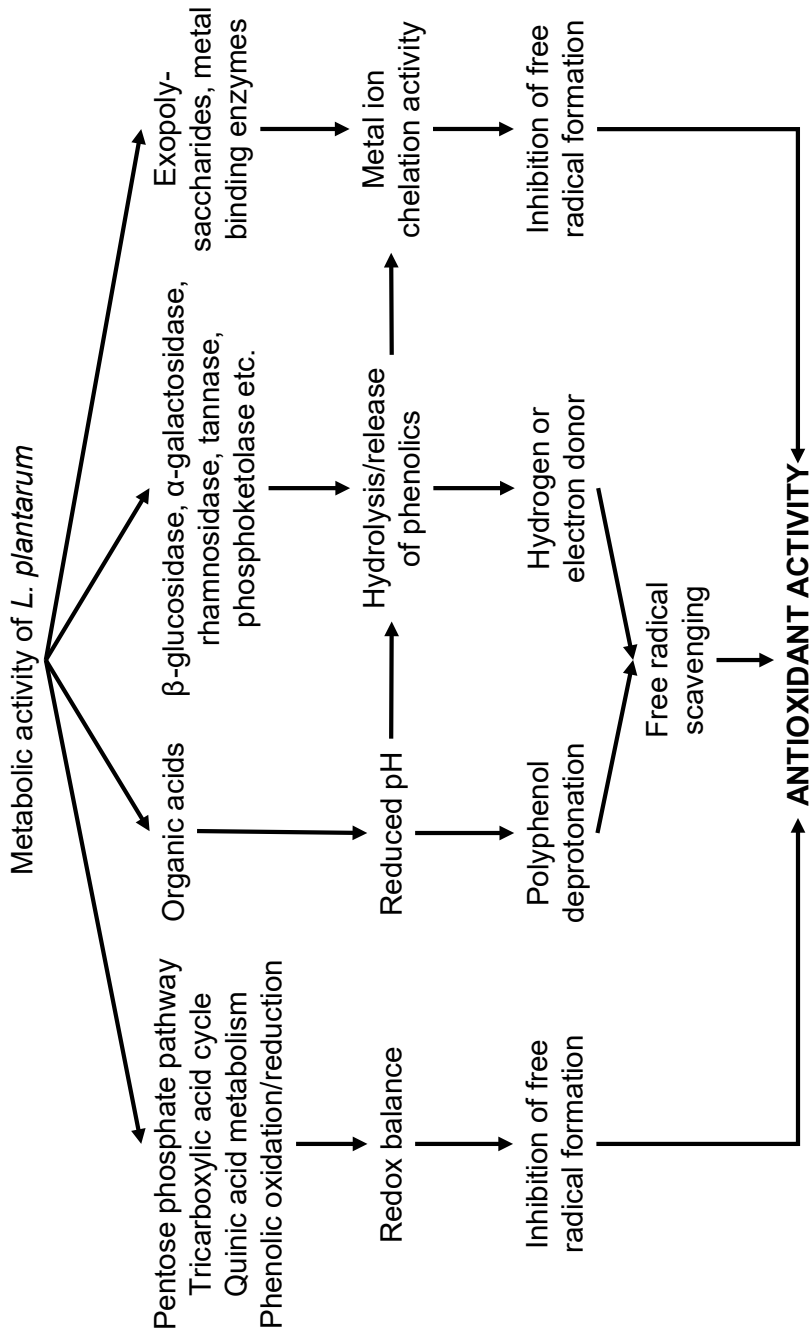 Metabolic activity of L. plantarum
Pentose phosphate pathway
Tricarboxylic acid cycle
Quinic acid metabolism
Phenolic oxidation/reduction
Organic acids
β-glucosidase, α-galactosidase,
rhamnosidase, tannase,
phosphoketolase etc.
Exopoly-
saccharides, metal
binding enzymes
Redox balance
Reduced pH
Hydrolysis/release
of phenolics
Metal ion
chelation activity
Inhibition of free
radical formation
Polyphenol
deprotonation
Hydrogen or
electron donor
Inhibition of free
radical formation
Free radical
scavenging
ANTIOXIDANT ACTIVITY